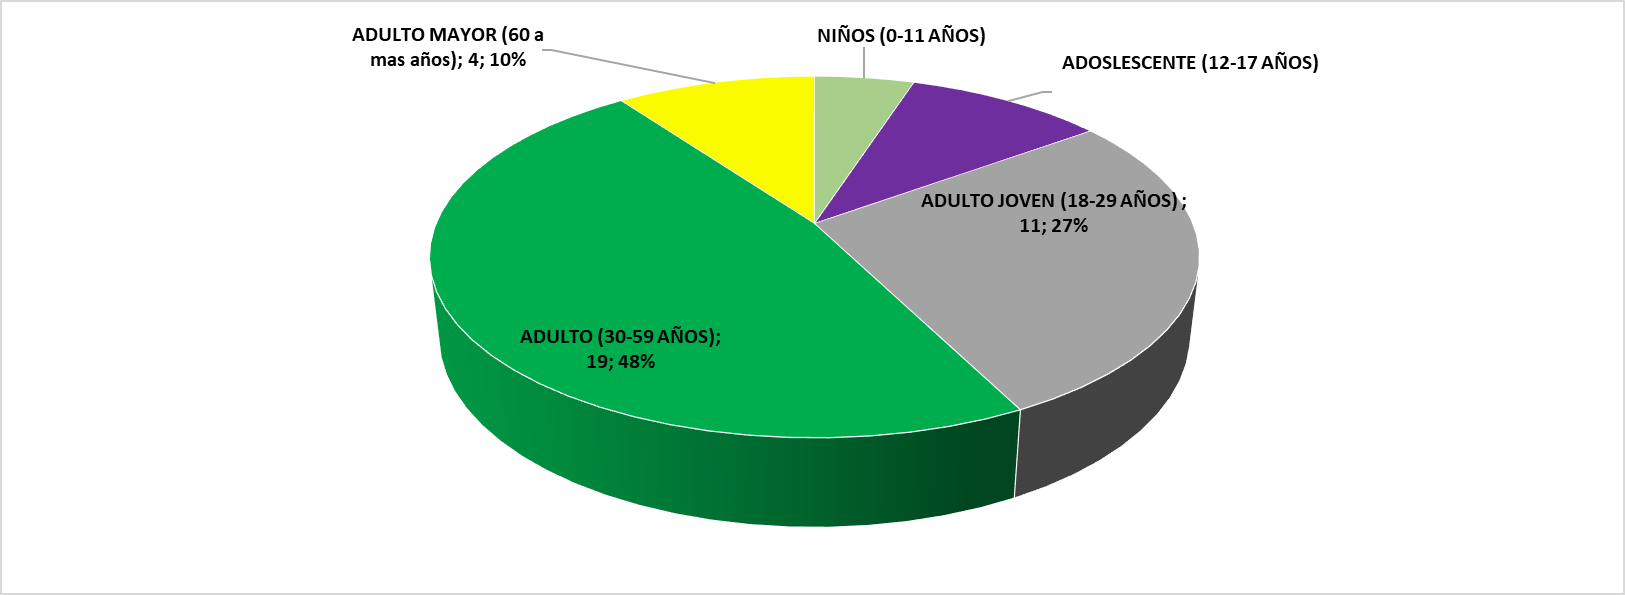 ADULTO MAYOR (60 a
mas años); 4; 10%
NIÑOS (0-11 AÑOS)
ADOSLESCENTE (12-17 AÑOS)
ADULTO JOVEN (18-29 AÑOS) ;
11; 27%
ADULTO (30-59 AÑOS);
19; 48%